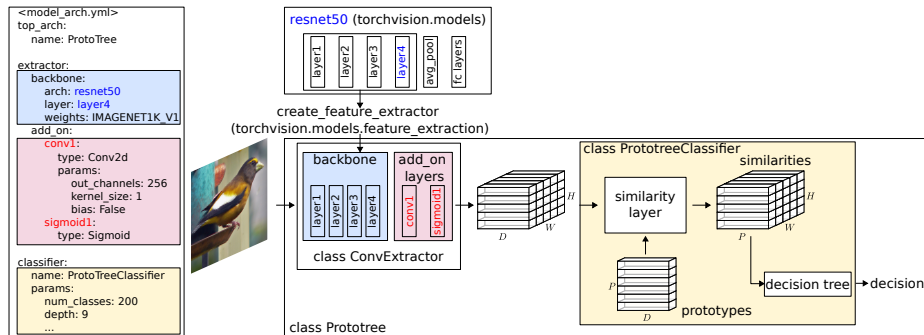 <model_arch.yml>
top_arch:
name: ProtoTree
extractor:
backbone:
arch: resnet50
layer: layer4
weights: IMAGENET1K_V1
add_on:
conv1:
type: Conv2d
params:
out_channels: 256
kernel_size: 1
bias: False
sigmoid1:
type: Sigmoid
classifier:
name: ProtoTreeClassifier
params:
num_classes: 200
depth: 9
...
resnet50 (torchvision.models)
layer1
layer2
layer3
layer4
avg_pool
fc layers
create_feature_extractor
(torchvision.models.feature_extraction)
backbone
layer1
layer2
layer3
layer4
add_on
layers
conv1
sigmoid1
class ConvExtractor
H
W
D
class PrototreeClassifier
similarity
layer
similarities
H
W
P
P
D
prototypes
decision tree
decision
class Prototree